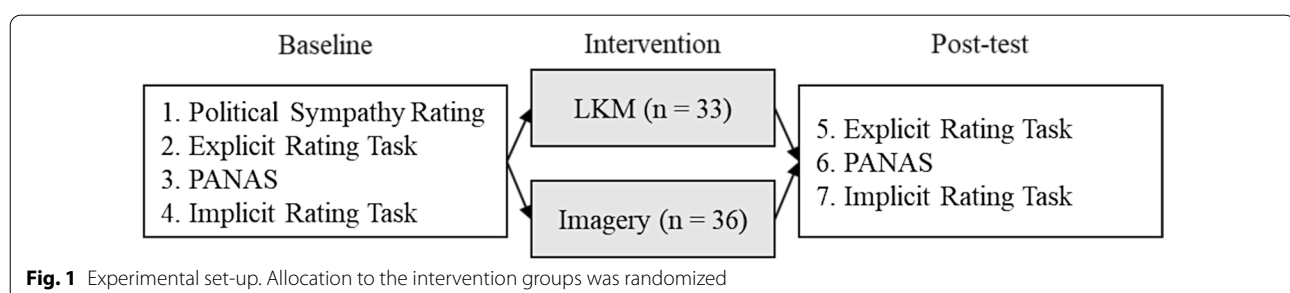 Baseline
Intervention
Post-test
1. Political Sympathy Rating
2. Explicit Rating Task
3. PANAS
4. Implicit Rating Task
LKM (n = 33)
Imagery (n = 36)
5. Explicit Rating Task
6. PANAS
7. Implicit Rating Task
Fig. 1 Experimental set-up. Allocation to the intervention groups was randomized